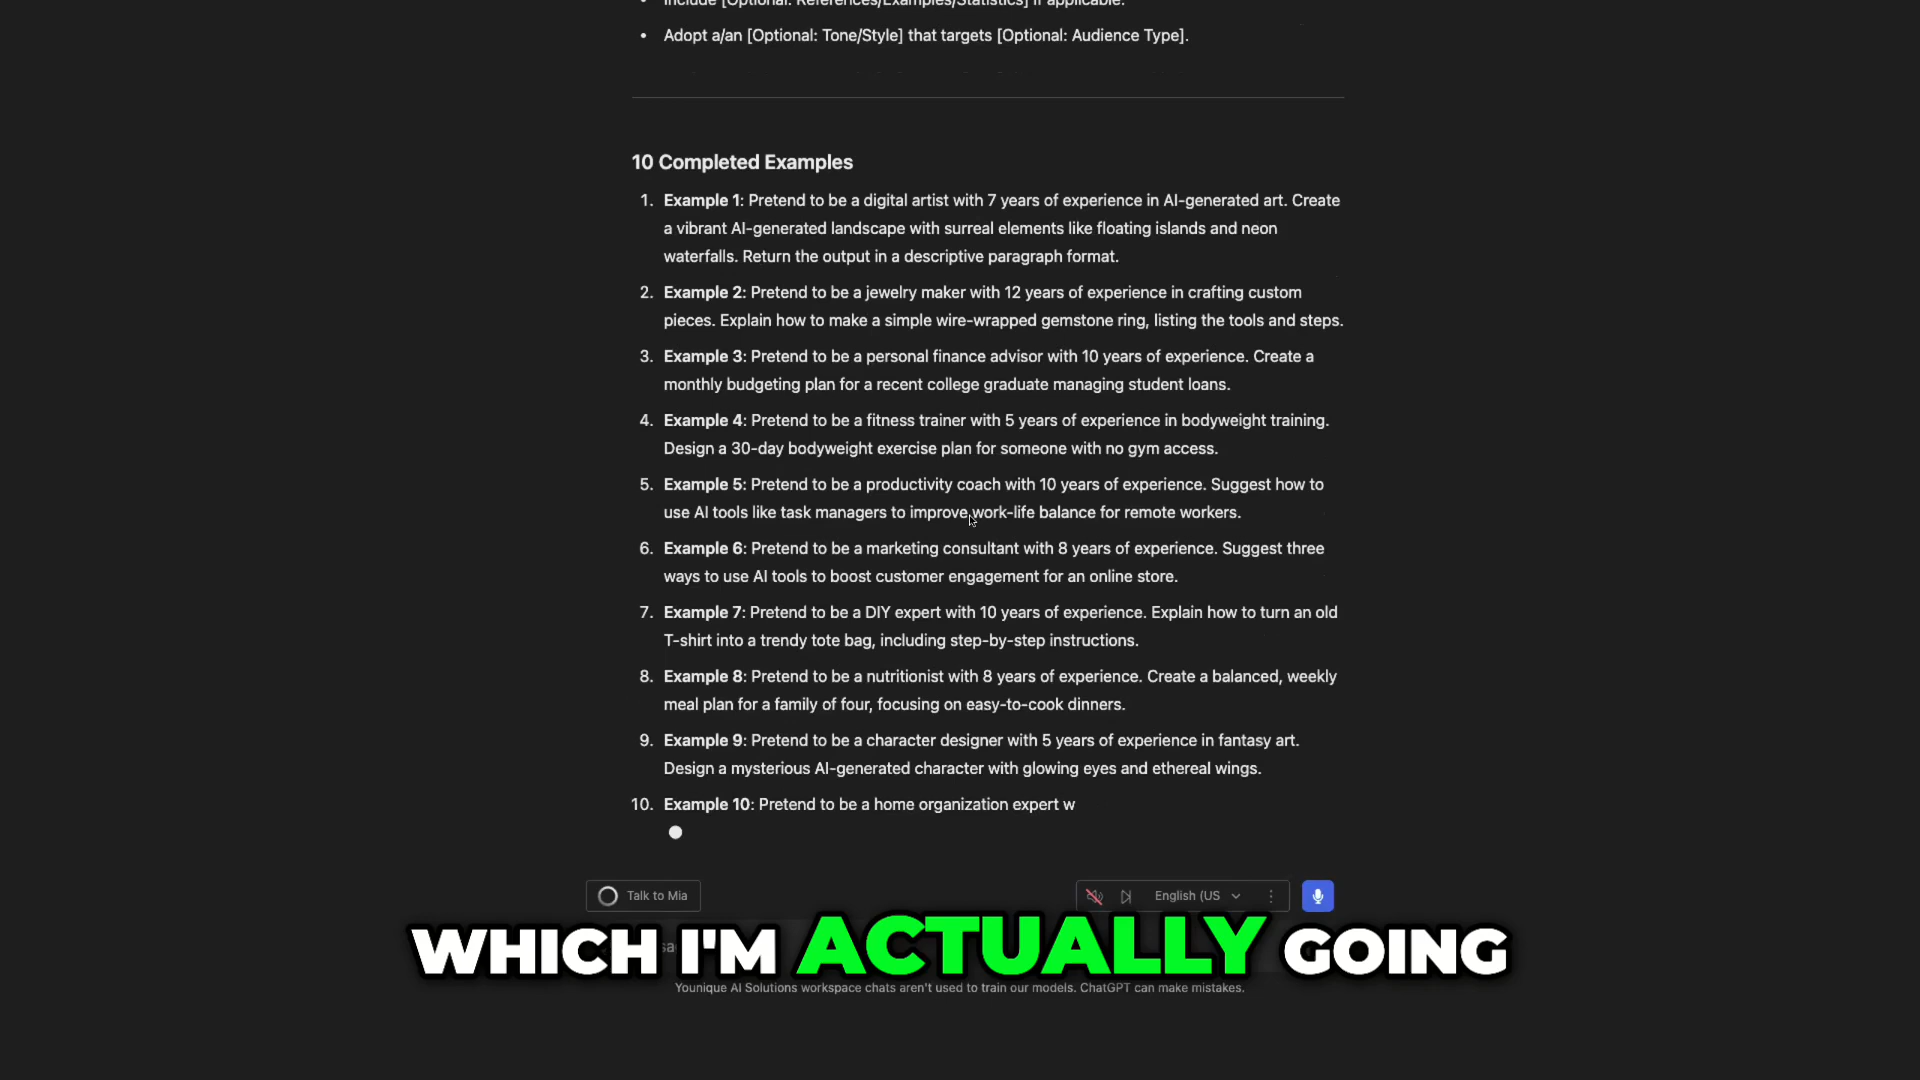 Include [Optional: References/Examples/Statistics] if applicable.
• Adopt a/an [Optional: Tone/Style] that targets [Optional: Audience Type].
10 Completed Examples
1. Example 1: Pretend to be a digital artist with 7 years of experience in AI-generated art. Create
a vibrant AI-generated landscape with surreal elements like floating islands and neon
waterfalls. Return the output in a descriptive paragraph format.
2. Example 2: Pretend to be a jewelry maker with 12 years of experience in crafting custom
pieces. Explain how to make a simple wire-wrapped gemstone ring, listing the tools and steps.
3. Example 3: Pretend to be a personal finance advisor with 10 years of experience. Create a
monthly budgeting plan for a recent college graduate managing student loans.
4. Example 4: Pretend to be a fitness trainer with 5 years of experience in bodyweight training.
Design a 30-day bodyweight exercise plan for someone with no gym access.
5. Example 5: Pretend to be a productivity coach with 10 years of experience. Suggest how to
use AI tools like task managers to improve work-life balance for remote workers.
6. Example 6: Pretend to be a marketing consultant with 8 years of experience. Suggest three
ways to use AI tools to boost customer engagement for an online store.
7. Example 7: Pretend to be a DIY expert with 10 years of experience. Explain how to turn an old
T-shirt into a trendy tote bag, including step-by-step instructions.
8. Example 8: Pretend to be a nutritionist with 8 years of experience. Create a balanced, weekly
meal plan for a family of four, focusing on easy-to-cook dinners.
9. Example 9: Pretend to be a character designer with 5 years of experience in fantasy art.
Design a mysterious AI-generated character with glowing eyes and ethereal wings.
10. Example 10: Pretend to be a home organization expert w
Talk to Mia
English (US
WHICH I'M ACTUALLY GOING
Younique AI Solutions workspace chats aren't used to train our models. ChatGPT can make mistakes.